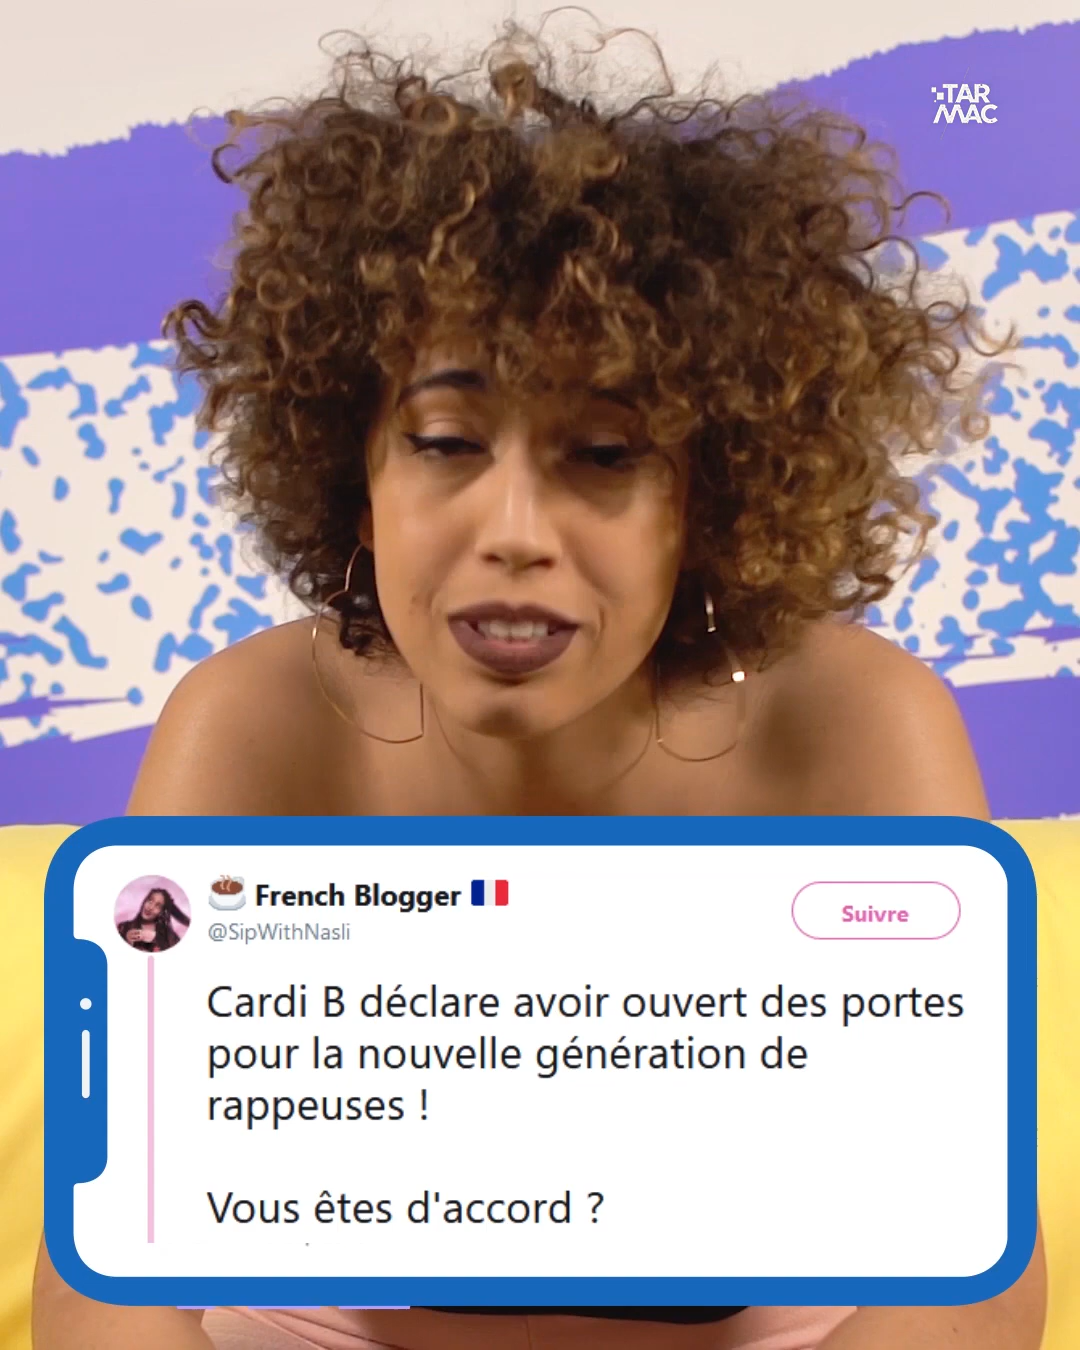 TAR
MAC
French Blogger
@SipWithNasli
Suivre
Cardi B déclare avoir ouvert des portes
pour la nouvelle génération de
rappeuses !
Vous êtes d'accord ?